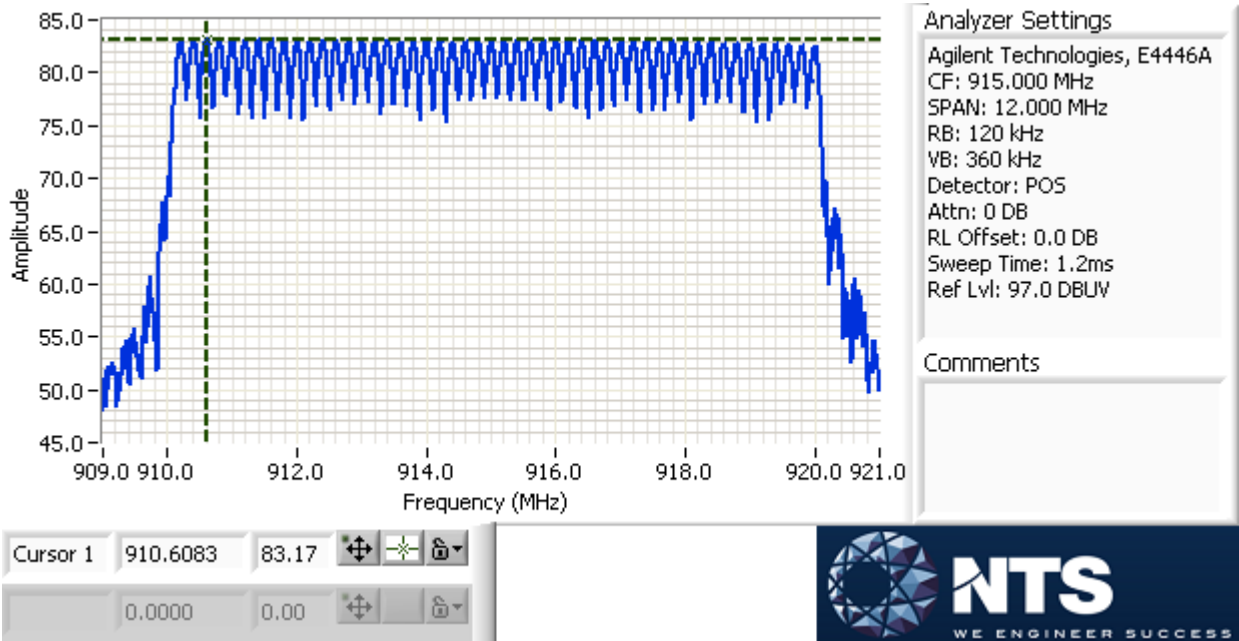 85.0
80.0
75.0
70.0
65.0
60.0
55.0
50.0
45.0
Amplitude
909.0 910.0 912.0 914.0 916.0 918.0 920.0 921.0
Frequency (MHz)
Analyzer Settings
Agilent Technologies, E4446A
CF: 915.000 MHz
SPAN: 12.000 MHz
RB: 120 kHz
VB: 360 kHz
Detector: POS
Attn: 0 DB
RL Offset: 0.0 DB
Sweep Time: 1.2ms
Ref Lvl: 97.0 DBUV
Comments
Cursor 1 910.6083 83.17
0.0000 0.00
NTS
WE ENGINEER SUCCESS